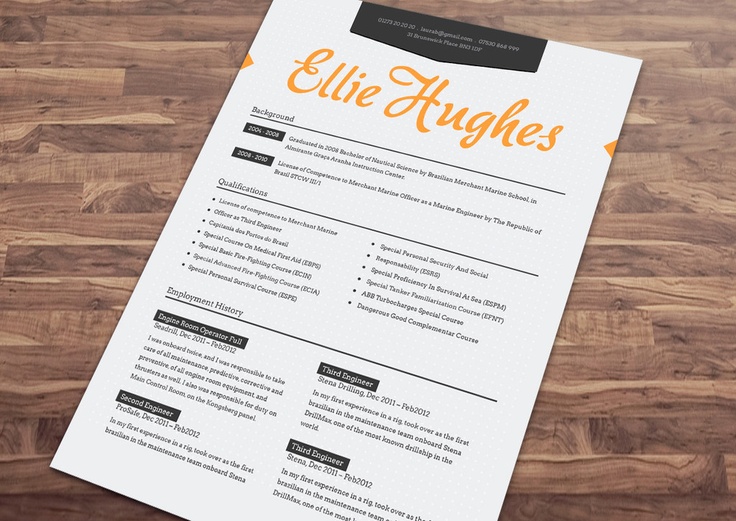 01273 20 20 20 . laurab@gmail.com . 07530 868 999
31 Brunswick Place BN3 1DF
Ellie Hughes
Background
2004 - 2008
Graduated in 2008 Bachelor of Nautical Science by Brazilian Merchant Marine School, in
Almirante Graça Aranha Instruction Center.
2008 - 2010
License of Competence to Merchant Marine Officer as a Marine Engineer by The Republic of
Brazil STCW III/1
Qualifications
License of competence to Merchant Marine
Officer as Third Engineer
Capitania dos Portos do Brasil
Special Course On Medical First Aid (EBPS)
Special Basic Fire-Fighting Course (ECIN)
Special Advanced Fire-Fighting Course (ECIA)
Special Personal Survival Course (ESPE)
Special Personal Security And Social
Responsability (ESRS)
Special Proficiency In Survival At Sea (ESPM)
Special Tanker Familiarization Course (EFNT)
ABB Turbocharges Special Course
Dangerous Good Complementar Course
Employment History
Engine Room Operator Full
Seadrill, Dec 2011 – Feb2012
I was onboard twice, and I was responsible to take
care of all maintenance, predictive, corrective and
preventive, of all engine room equipment, and
thrusters as well. I also was responsible for duty on
Main Control Room, on the Kongsberg panel.
Second Engineer
ProSafe, Dec 2011 – Feb2012
In my first experience in a rig, took over as the first
brazilian in the maintenance team onboard Stena
Third Engineer
Stena Drilling, Dec 2011 – Feb2012
In my first experience in a rig, took over as the first
brazilian in the maintenance team onboard Stena
DrillMax, one of the most known drillship in the
world.
Third Engineer
Stena, Dec 2011 – Feb2012
In my first experience in a rig, took over as the first
brazilian in the maintenance team onboard Stena
DrillMax, one of the most